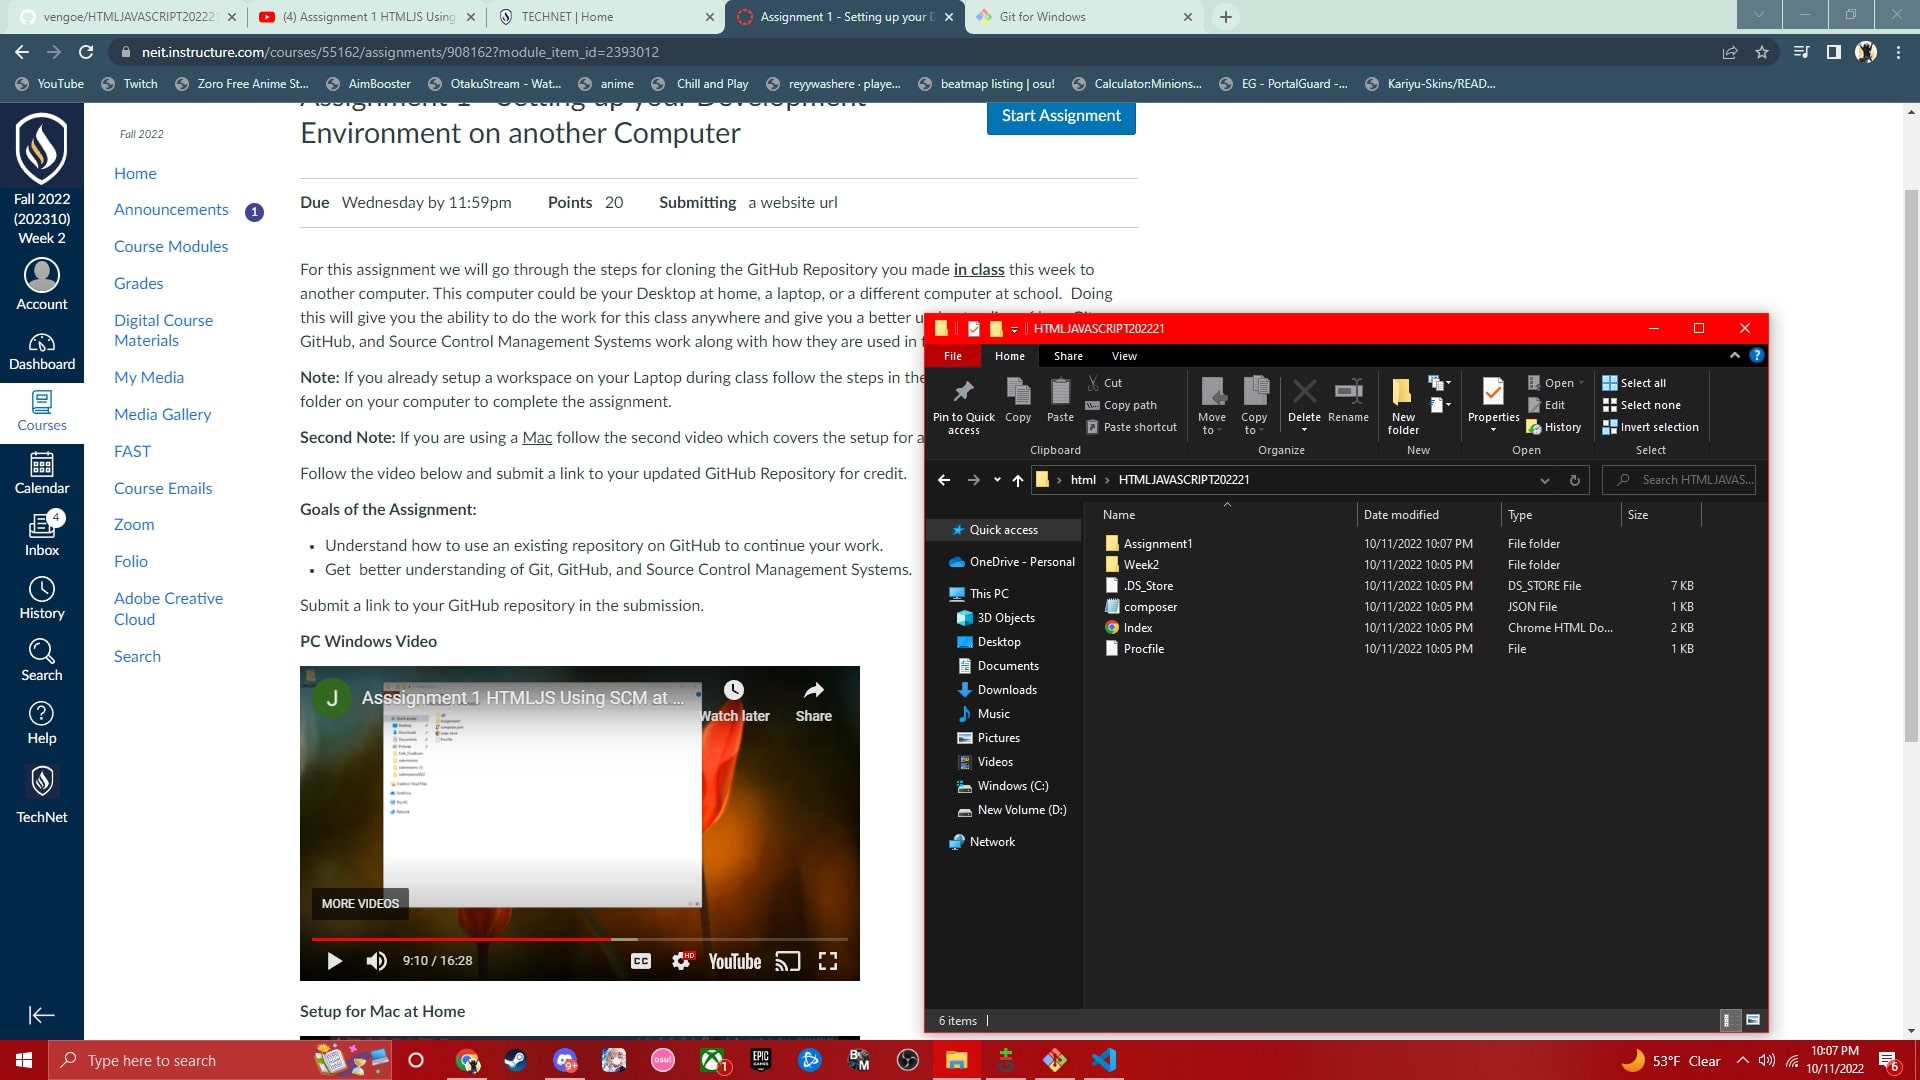 vengoe/HTMLJAVASCRIPT202221
(4) Asssignment 1 HTMLJS Using
TECHNET | Home
Assignment 1 - Setting up your D
Git for Windows
neit.instructure.com/courses/55162/assignments/908162?module_item_id=2393012
YouTube
Twitch
Zoro Free Anime St...
AimBooster
OtakuStream - Wat...
anime
Chill and Play
reyywashere · playe...
beatmap listing | osu!
Calculator:Minions...
EG - PortalGuard -...
Kariyu-Skins/READ...
Fall 2022
(202310)
Week 2
Account
Dashboard
Courses
Calendar
4
Inbox
History
Search
Help
TechNet
Fall 2022
Home
Announcements
1
Course Modules
Grades
Digital Course
Materials
My Media
Media Gallery
FAST
Course Emails
Zoom
Folio
Adobe Creative
Cloud
Search
Assignment 1 - Setting up your Development
Environment on another Computer
Start Assignment
Due Wednesday by 11:59pm Points 20 Submitting a website url
For this assignment we will go through the steps for cloning the GitHub Repository you made in class this week to
another computer. This computer could be your Desktop at home, a laptop, or a different computer at school. Doing
this will give you the ability to do the work for this class anywhere and give you a better
GitHub, and Source Control Management Systems work along with how they are used in
Note: If you already setup a workspace on your Laptop during class follow the steps in the
folder on your computer to complete the assignment.
Second Note: If you are using a Mac follow the second video which covers the setup for a
Follow the video below and submit a link to your updated GitHub Repository for credit.
Goals of the Assignment:
• Understand how to use an existing repository on GitHub to continue your work.
• Get better understanding of Git, GitHub, and Source Control Management Systems.
Submit a link to your GitHub repository in the submission.
PC Windows Video
J
Asssignment 1 HTMLJS Using SCM at ...
Watch later
Share
MORE VIDEOS
9:10 / 16:28
CC
HD
YouTube
Setup for Mac at Home
HTMLJAVASCRIPT202221
File
Home
Share
View
Pin to Quick
access
Copy
Paste
Cut
Copy path
Paste shortcut
Clipboard
Move
to
Copy
to
Delete
Rename
Organize
New
folder
New
Properties
Open
Edit
History
Open
Select all
Select none
Invert selection
Select
html
HTMLJAVASCRIPT202221
Search HTMLJAVAS...
Quick access
OneDrive - Personal
This PC
3D Objects
Desktop
Documents
Downloads
Music
Pictures
Videos
Windows (C:)
New Volume (D:)
Network
Name Date modified Type Size
Assignment1 10/11/2022 10:07 PM File folder
Week2 10/11/2022 10:05 PM File folder
.DS_Store 10/11/2022 10:05 PM DS_STORE File 7 KB
composer 10/11/2022 10:05 PM JSON File 1 KB
Index 10/11/2022 10:05 PM Chrome HTML Do... 2 KB
Procfile 10/11/2022 10:05 PM File 1 KB
6 items
Type here to search
9+
osu!
1
EPIC
GAMES
B
M
53°F Clear
10:07 PM
10/11/2022
6